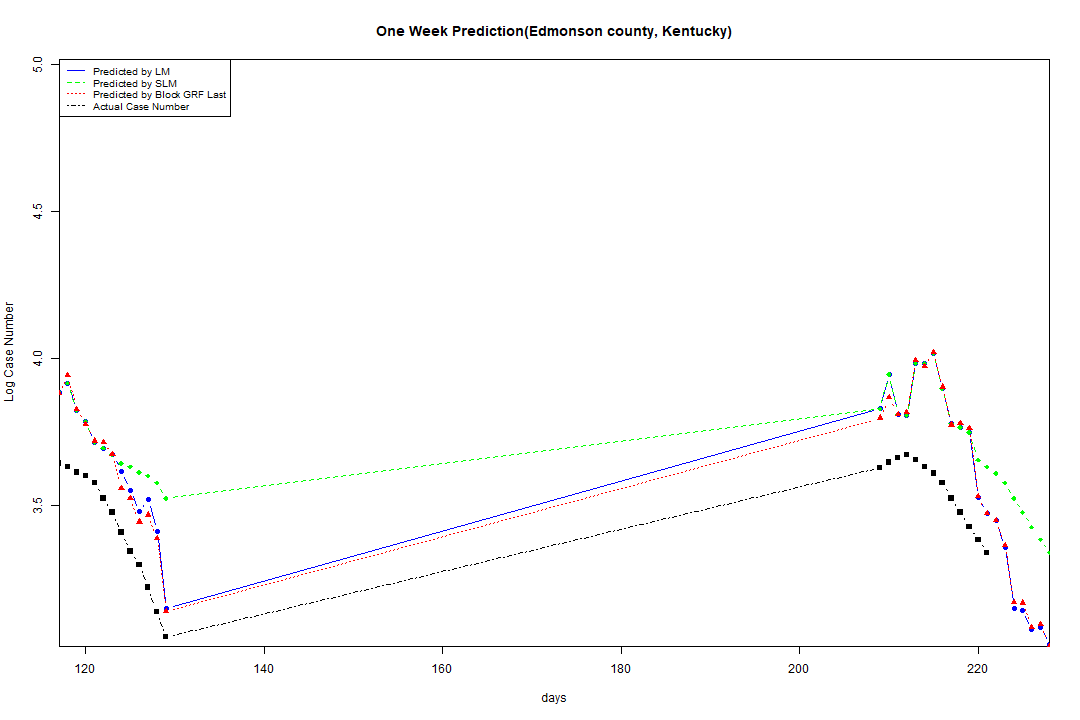 One Week Prediction(Edmonson county, Kentucky)
Predicted by LM
Predicted by SLM
Predicted by Block GRF Last
Actual Case Number
5.0
4.5
4.0
3.5
Log Case Number
120 140 160 180 200 220
days